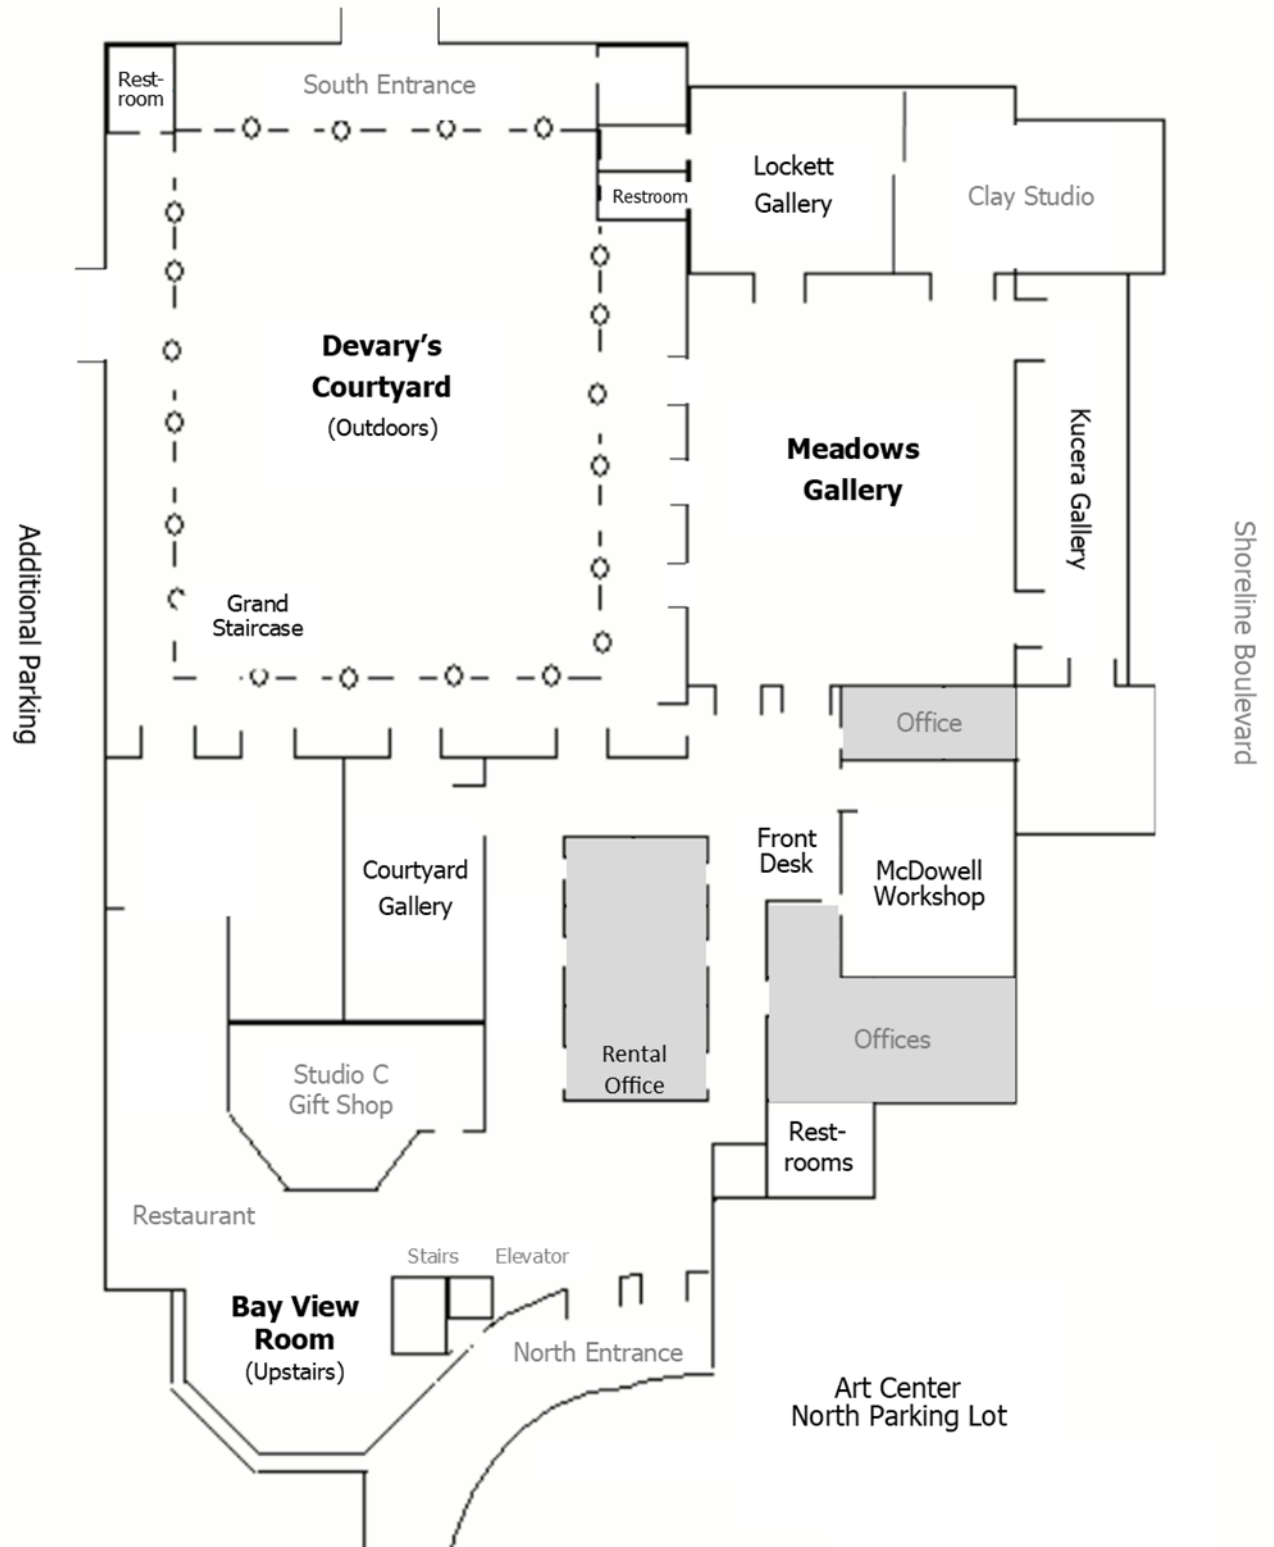 Rest-
room
South Entrance
Lockett
Gallery
Restroom
Clay Studio
Devary’s
Courtyard
(Outdoors)
Meadows
Gallery
Kucera Gallery
Additional Parking
Shoreline Boulevard
Grand
Staircase
Office
Front
Desk
McDowell
Workshop
Courtyard
Gallery
Rental
Office
Offices
Studio C
Gift Shop
Rest-
rooms
Restaurant
Stairs
Elevator
Bay View
Room
(Upstairs)
North Entrance
Art Center
North Parking Lot